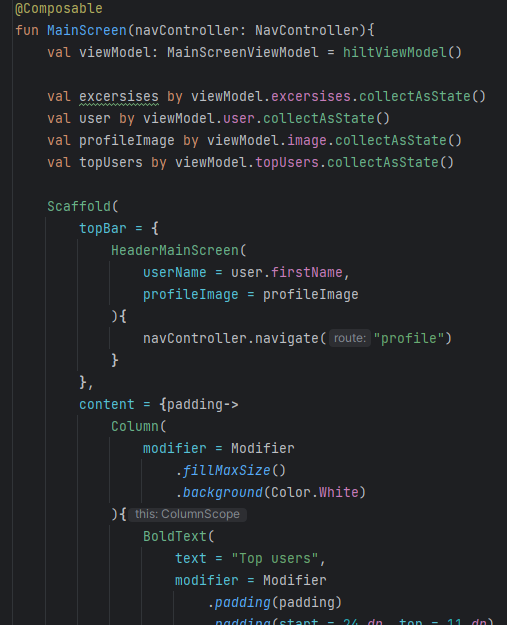 @Composable
fun MainScreen(navController: NavController){
    val viewModel: MainScreenViewModel = hiltViewModel()

    val excersises by viewModel.excersises.collectAsState()
    val user by viewModel.user.collectAsState()
    val profileImage by viewModel.image.collectAsState()
    val topUsers by viewModel.topUsers.collectAsState()

    Scaffold(
        topBar = {
            HeaderMainScreen(
                userName = user.firstName,
                profileImage = profileImage
            ){
                navController.navigate( route: "profile")
            }
        },
        content = {padding->
            Column(
                modifier = Modifier
                    .fillMaxSize()
                    .background(Color.White)
            ){ this: ColumnScope
                BoldText(
                    text = "Top users",
                    modifier = Modifier
                        .padding(padding)
                        .padding(start = 24.dp, top = 11.dp)